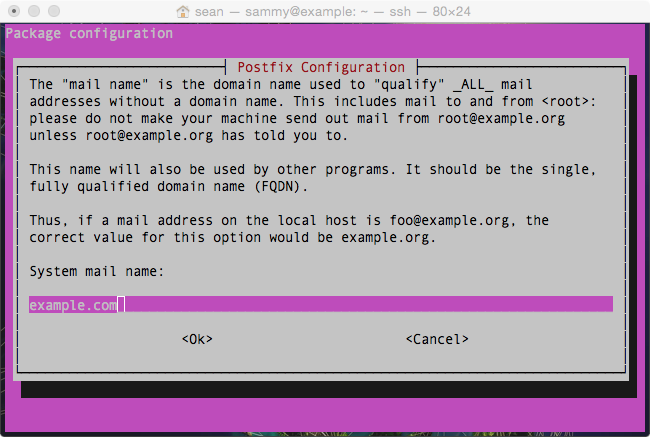 sean — sammy@example: ~ — ssh — 80×24
Package configuration
Postfix Configuration
The "mail name" is the domain name used to "qualify" _ALL_ mail
addresses without a domain name. This includes mail to and from <root>:
please do not make your machine send out mail from root@example.org
unless root@example.org has told you to.
This name will also be used by other programs. It should be the single,
fully qualified domain name (FQDN).
Thus, if a mail address on the local host is foo@example.org, the
correct value for this option would be example.org.
System mail name:
example.com
<Ok> <Cancel>